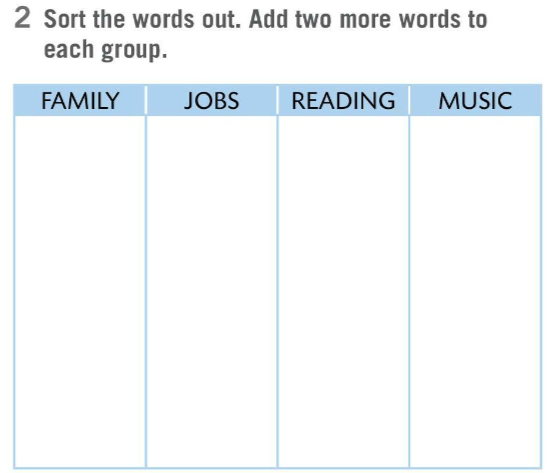 2 Sort the words out. Add two more words to
each group.
FAMILY JOBS READING MUSIC